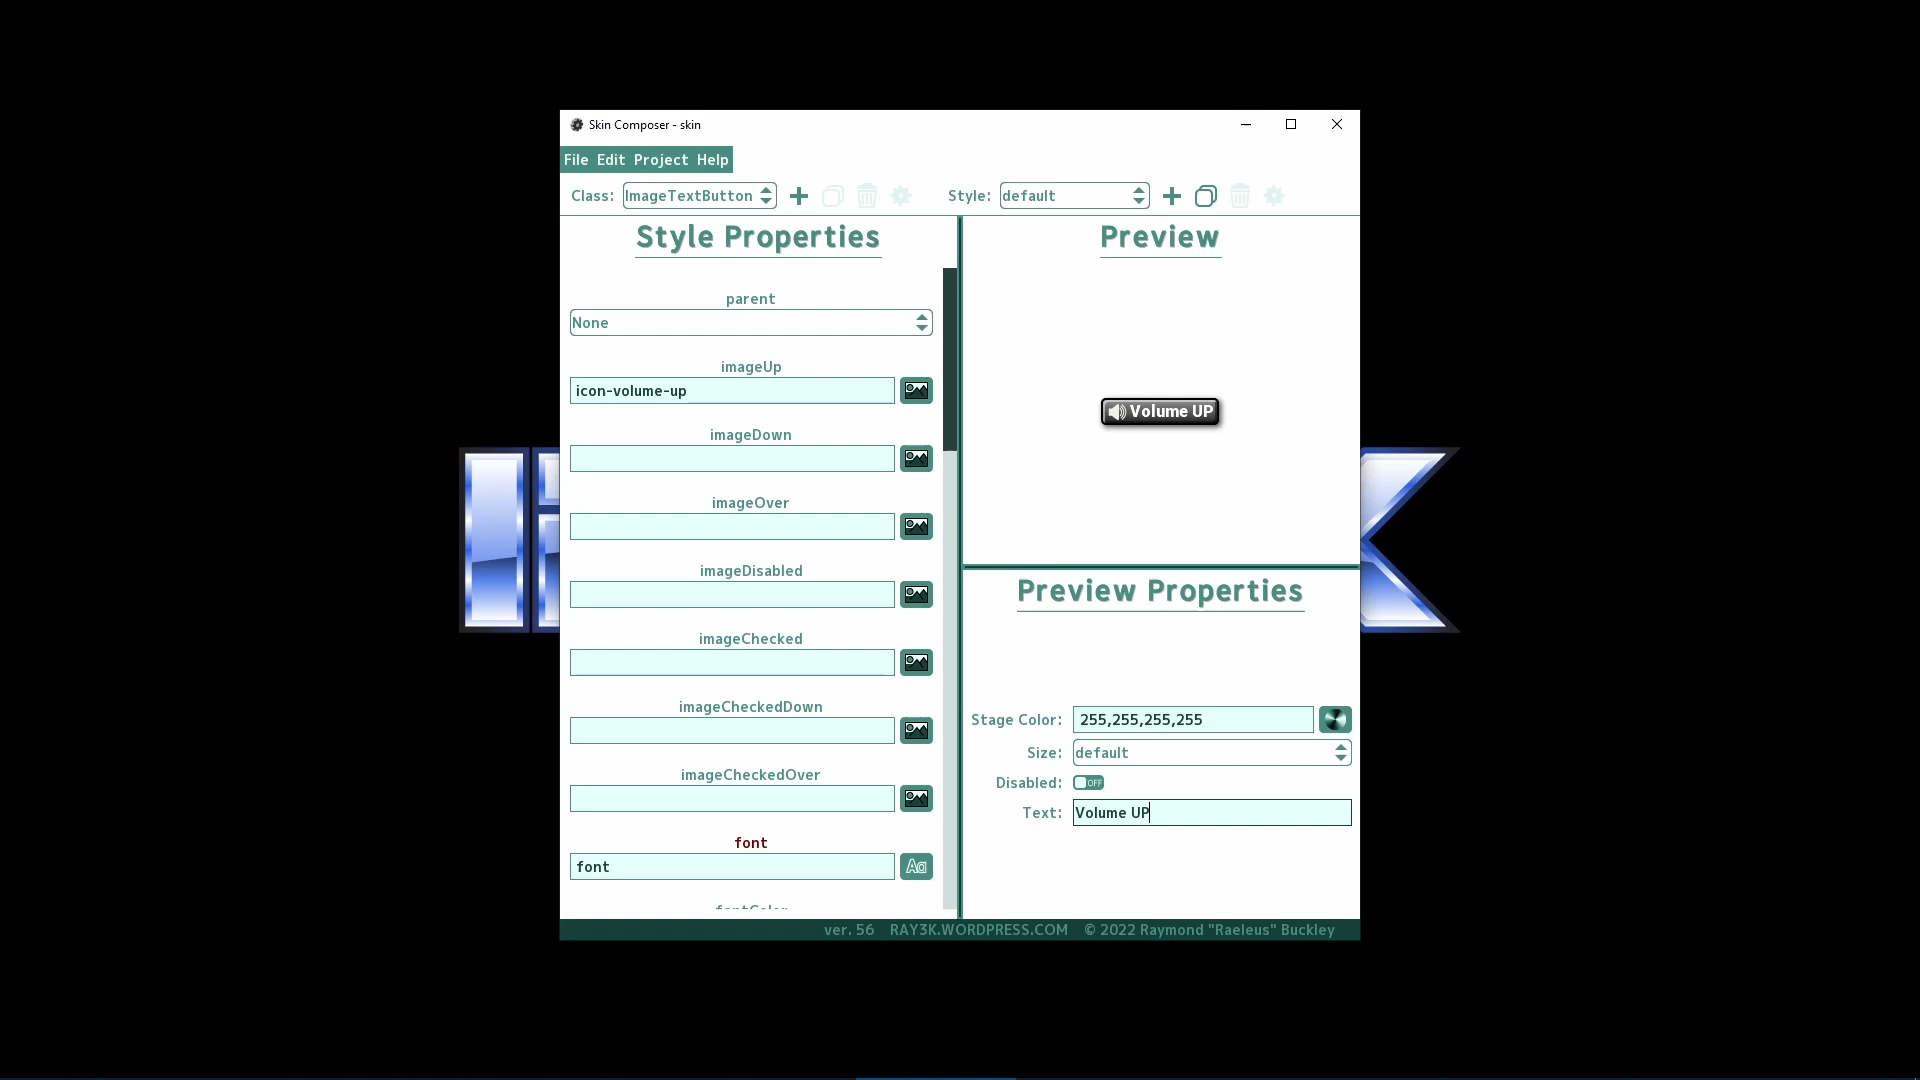 Skin Composer - skin
File Edit Project Help
Class: ImageTextButton Style: default
Style Properties
parent
None
imageUp
icon-volume-up
imageDown
imageOver
imageDisabled
imageChecked
imageCheckedDown
imageCheckedOver
font
font Aa
fontColor
Preview
Volume UP
Preview Properties
Stage Color: 255,255,255,255
Size: default
Disabled: OFF
Text: Volume UP
ver. 56 RAY3K.WORDPRESS.COM © 2022 Raymond "Raeleus" Buckley